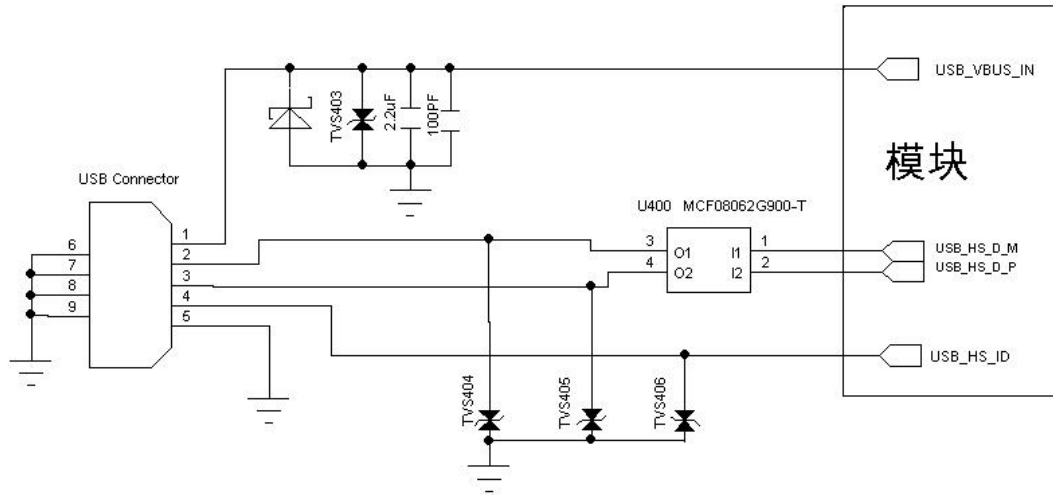 USB_VBUS_IN
TVS403
2.2uF
100PF
模块
USB Connector
U400 MCF08062G900-T
6
7
8
9
1
2
3
4
5
3
4
O1
O2
I1
I2
1
2
USB_HS_D_M
USB_HS_D_P
USB_HS_ID
TVS404
TVS405
TVS406